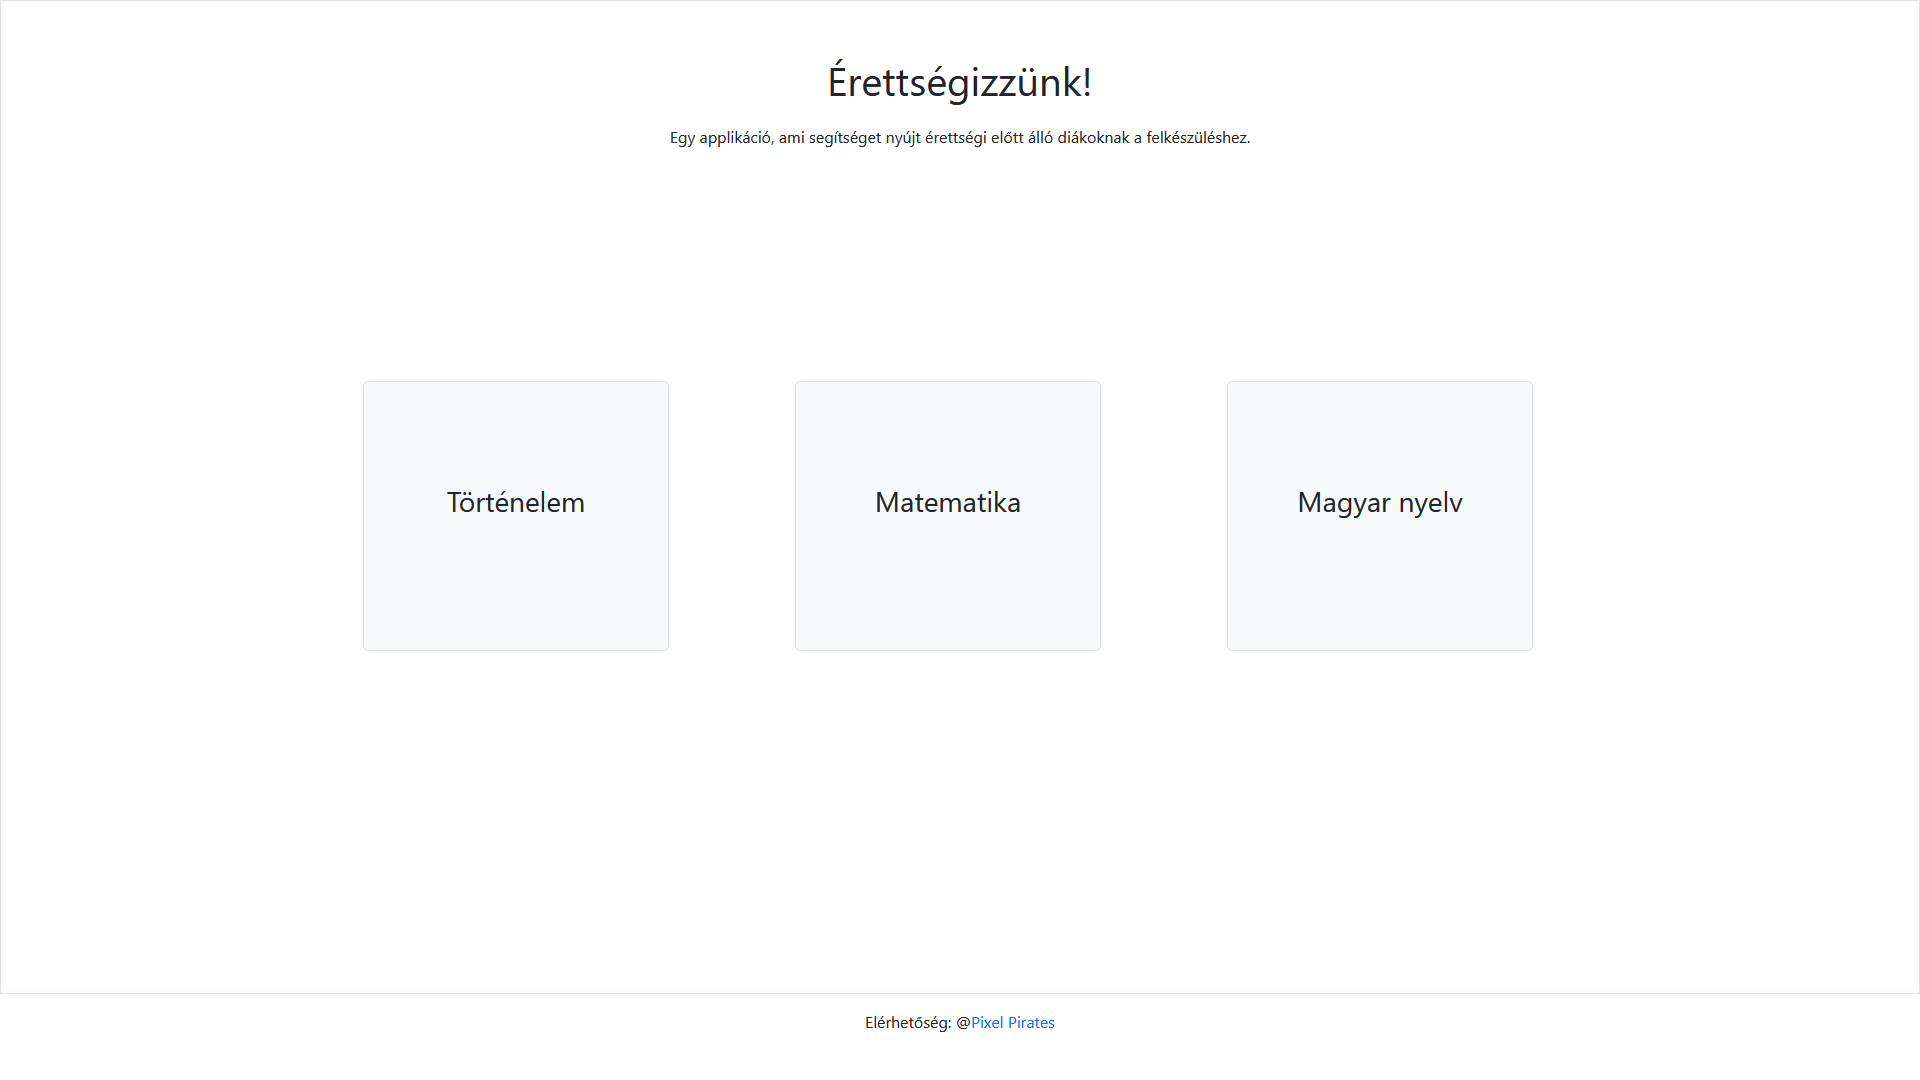 Érettségizzünk!
Egy applikáció, ami segítséget nyújt érettségi előtt álló diákoknak a felkészüléshez.
Történelem
Matematika
Magyar nyelv
Elérhetőség: @Pixel Pirates